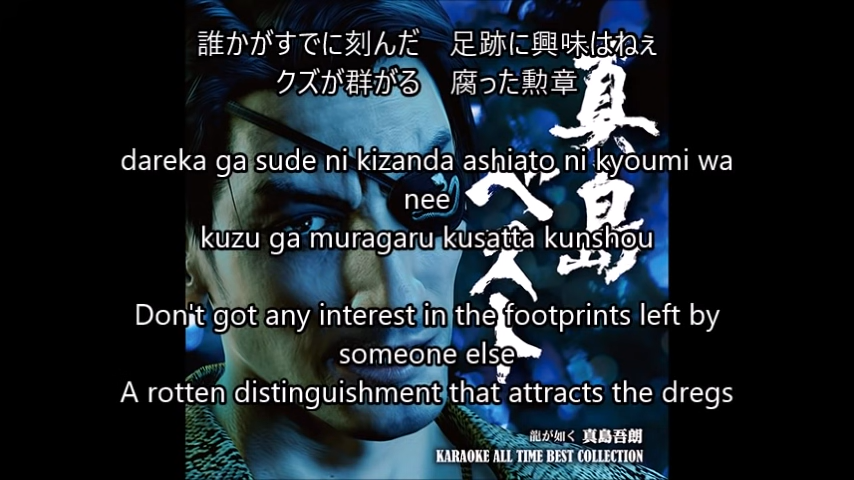 誰かがすでに刻んだ　足跡に興味はねぇ
クズが群がる　腐った勲章
dareka ga sude ni kizanda ashiato ni kyoumi wa
nee
kuzu ga muragaru kusatta kunshou
Don't got any interest in the footprints left by
someone else
A rotten distinguishment that attracts the dregs
真島
ベスト
龍が如く 真島吾朗
KARAOKE ALL TIME BEST COLLECTION